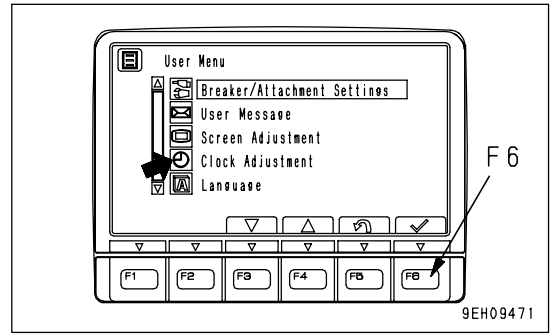 User Menu
Breaker/Attachment Settings
User Message
Screen Adjustment
Clock Adjustment
A Language
F6
F1 F2 F3 F4 F5 F6
9EH09471